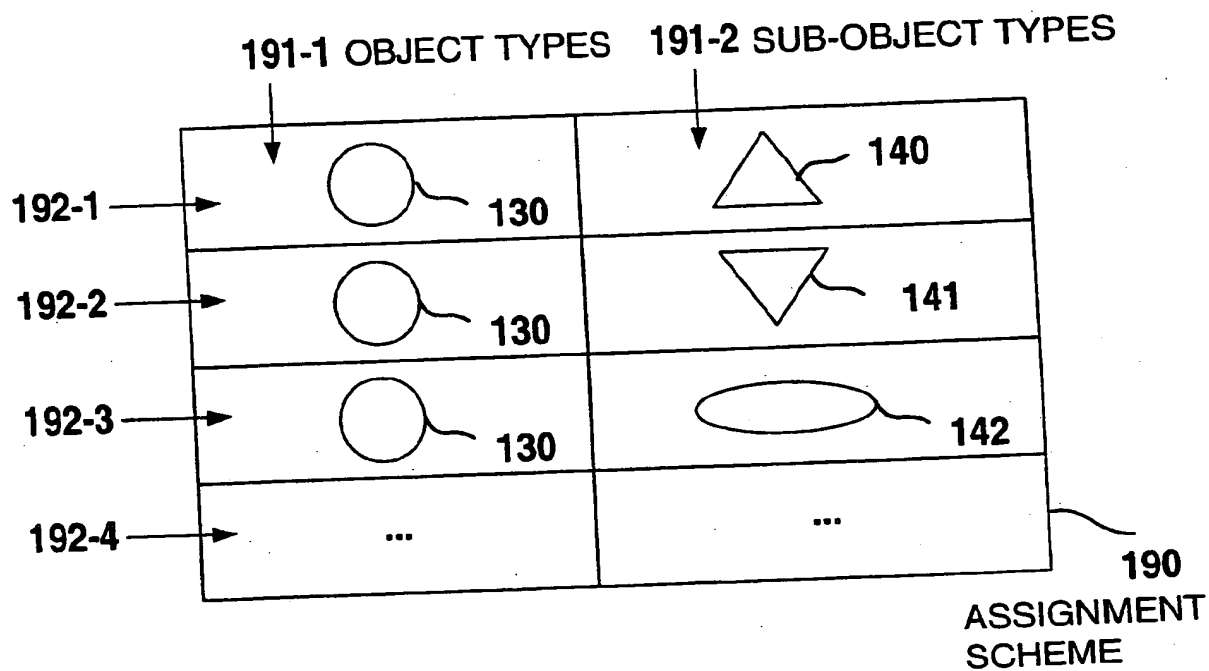 191-1 OBJECT TYPES 191-2 SUB-OBJECT TYPES
192-1 130 140
192-2 130 141
192-3 130 142
192-4 ... ...
190
ASSIGNMENT
SCHEME